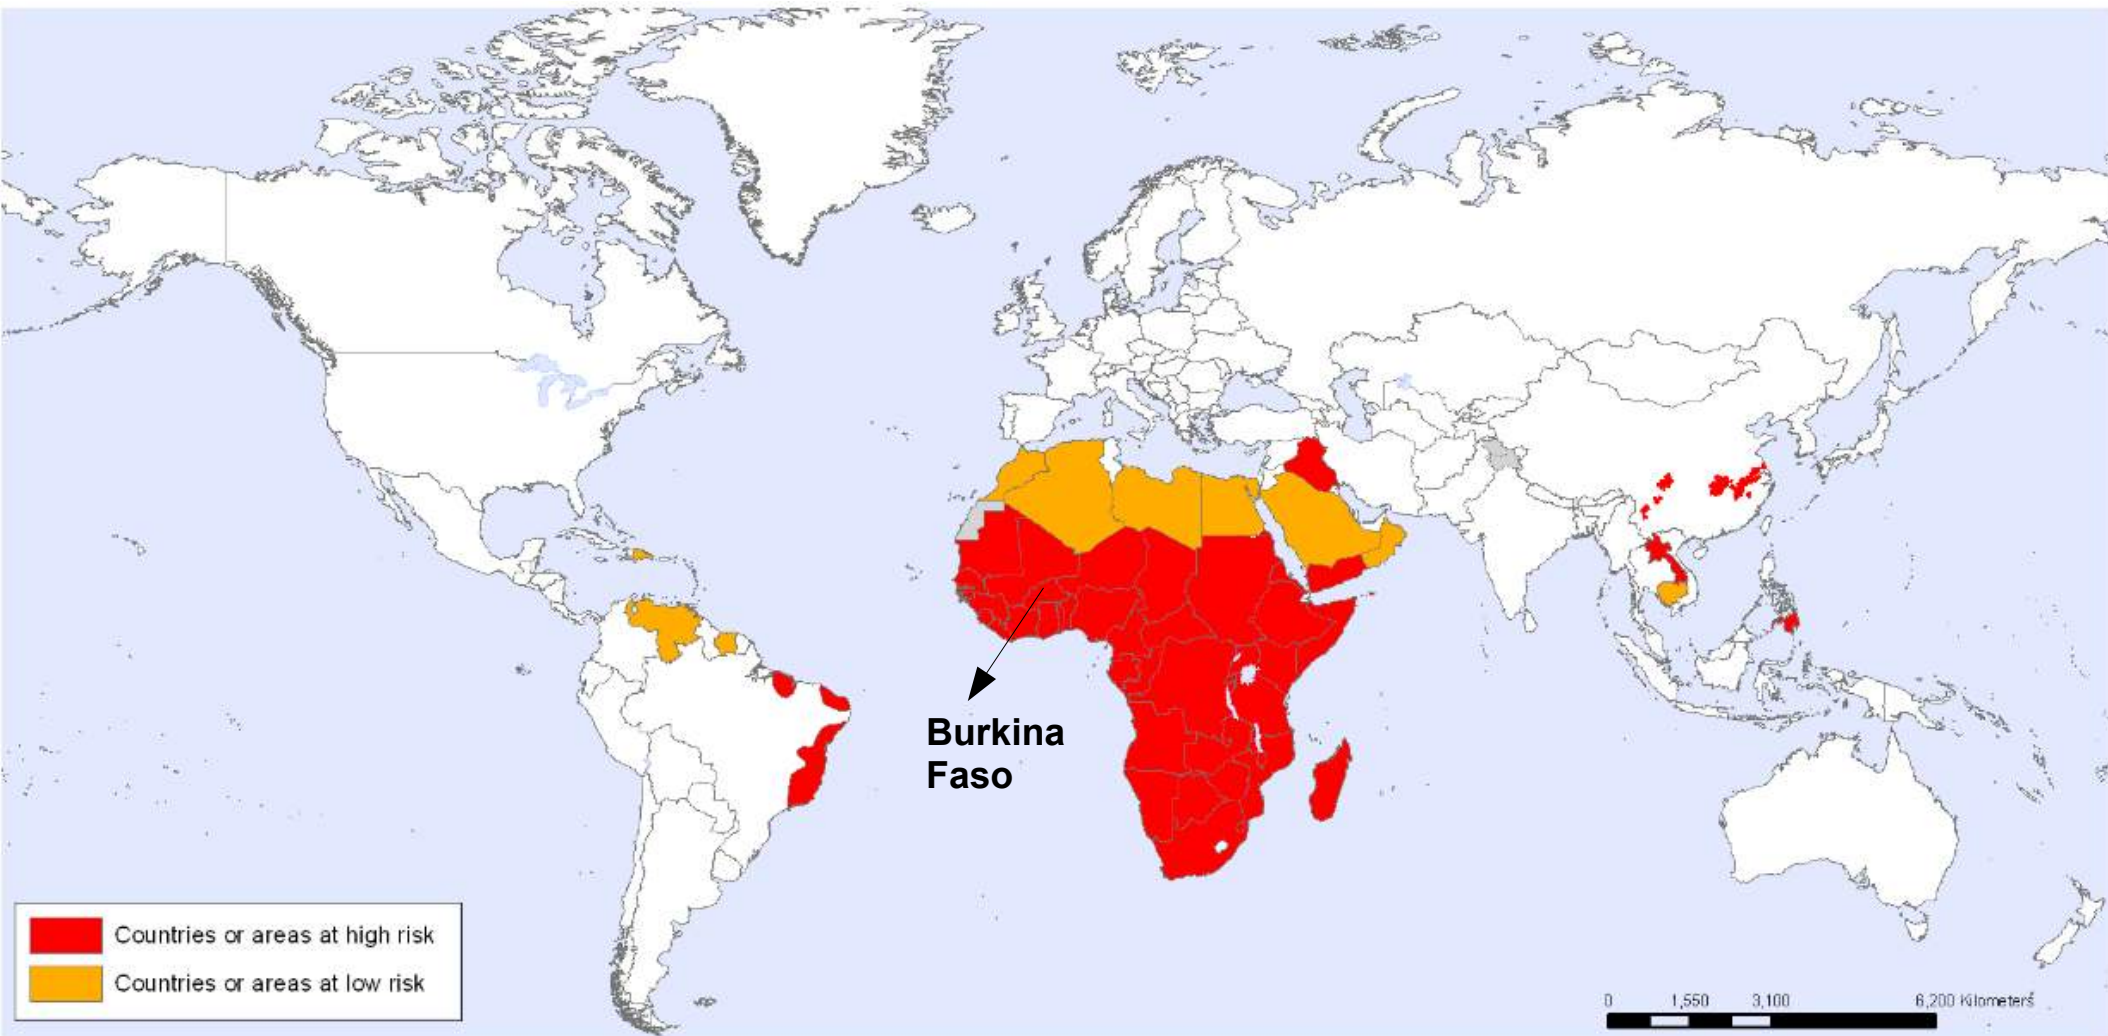 Burkina
Faso
Countries or areas at high risk
Countries or areas at low risk
0 1,550 3,100 6,200 Kilometers